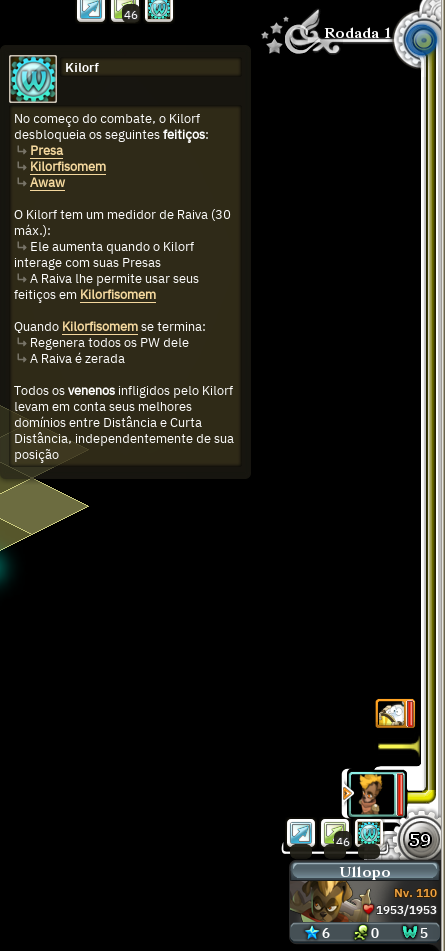 46
Rodada 1
Kilorf
No começo do combate, o Kilorf
desbloqueia os seguintes feitiços:
↳ Presa
↳ Kilorfisomem
↳ Awaw
O Kilorf tem um medidor de Raiva (30
máx.):
↳ Ele aumenta quando o Kilorf
interage com suas Presas
↳ A Raiva lhe permite usar seus
feitiços em Kilorfisomem
Quando Kilorfisomem se termina:
↳ Regenera todos os PW dele
↳ A Raiva é zerada
Todos os venenos infligidos pelo Kilorf
levam em conta seus melhores
domínios entre Distância e Curta
Distância, independentemente de sua
posição
46
59
Ullopo
Nv. 110
1953/1953
6 0 5